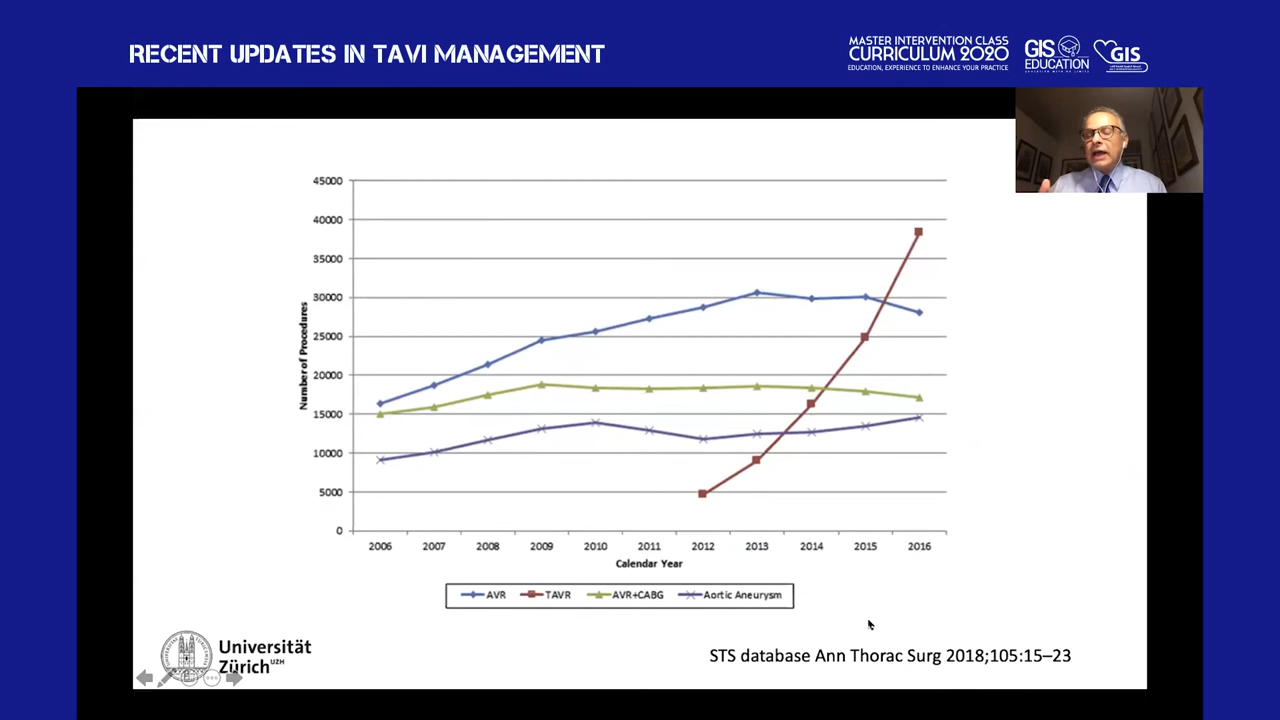 RECENT UPDATES IN TAVI MANAGEMENT
MASTER INTERVENTION CLASS
CURRICULUM 2020
EDUCATION, EXPERIENCE TO ENHANCE YOUR PRACTICE
GIS
EDUCATION
GIS
45000
40000
35000
30000
25000
20000
15000
10000
5000
0
Number of Procedures
2006 2007 2008 2009 2010 2011 2012 2013 2014 2015 2016
Calendar Year
AVR TAVR AVR+CABG Aortic Aneurysm
Universität
Zürich UZH
STS database Ann Thorac Surg 2018;105:15–23